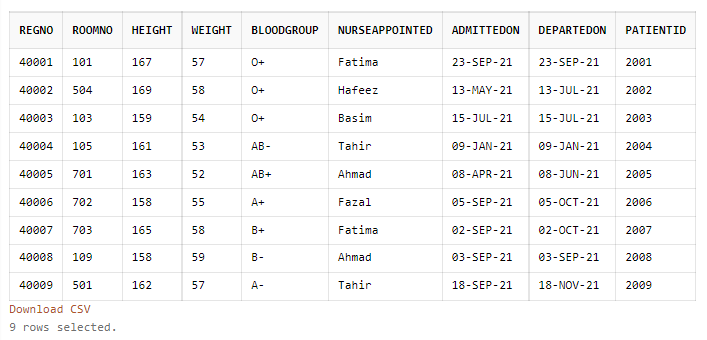 REGNO ROOMNO HEIGHT WEIGHT BLOODGROUP NURSEAPPOINTED ADMITTEDON DEPARTEDON PATIENTID
40001 101 167 57 O+ Fatima 23-SEP-21 23-SEP-21 2001
40002 504 169 58 O+ Hafeez 13-MAY-21 13-JUL-21 2002
40003 103 159 54 O+ Basim 15-JUL-21 15-JUL-21 2003
40004 105 161 53 AB- Tahir 09-JAN-21 09-JAN-21 2004
40005 701 163 52 AB+ Ahmad 08-APR-21 08-JUN-21 2005
40006 702 158 55 A+ Fazal 05-SEP-21 05-OCT-21 2006
40007 703 165 58 B+ Fatima 02-SEP-21 02-OCT-21 2007
40008 109 158 59 B- Ahmad 03-SEP-21 03-SEP-21 2008
40009 501 162 57 A- Tahir 18-SEP-21 18-NOV-21 2009
Download CSV
9 rows selected.